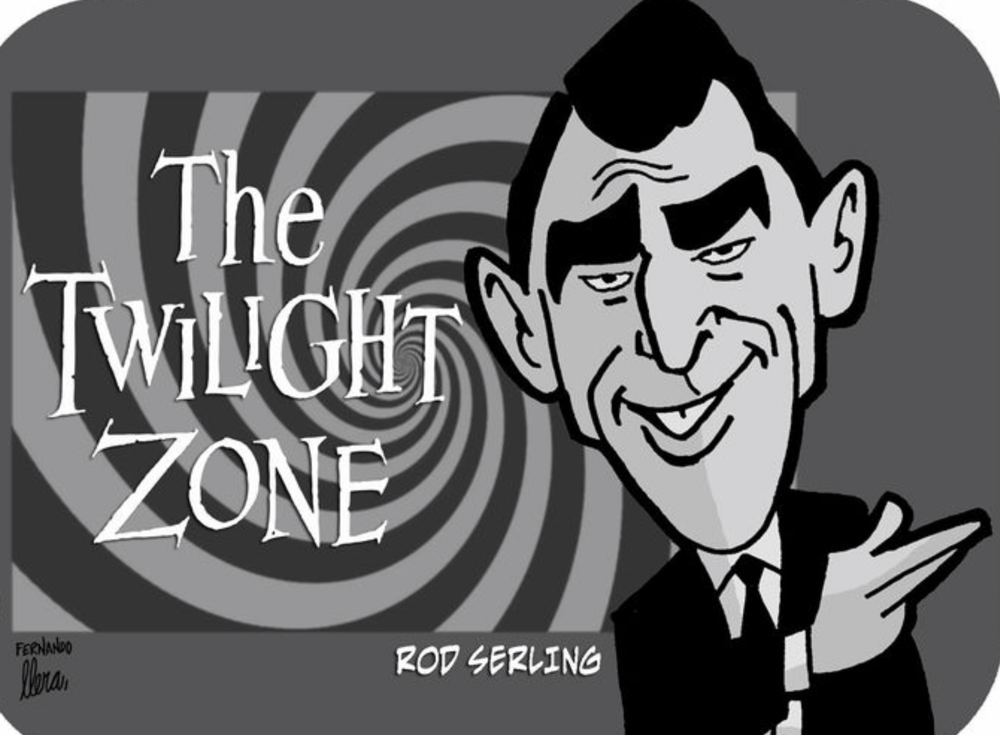 The
TWiLiGHT
ZONE
ROD SERLING
FERNANDO
llera,